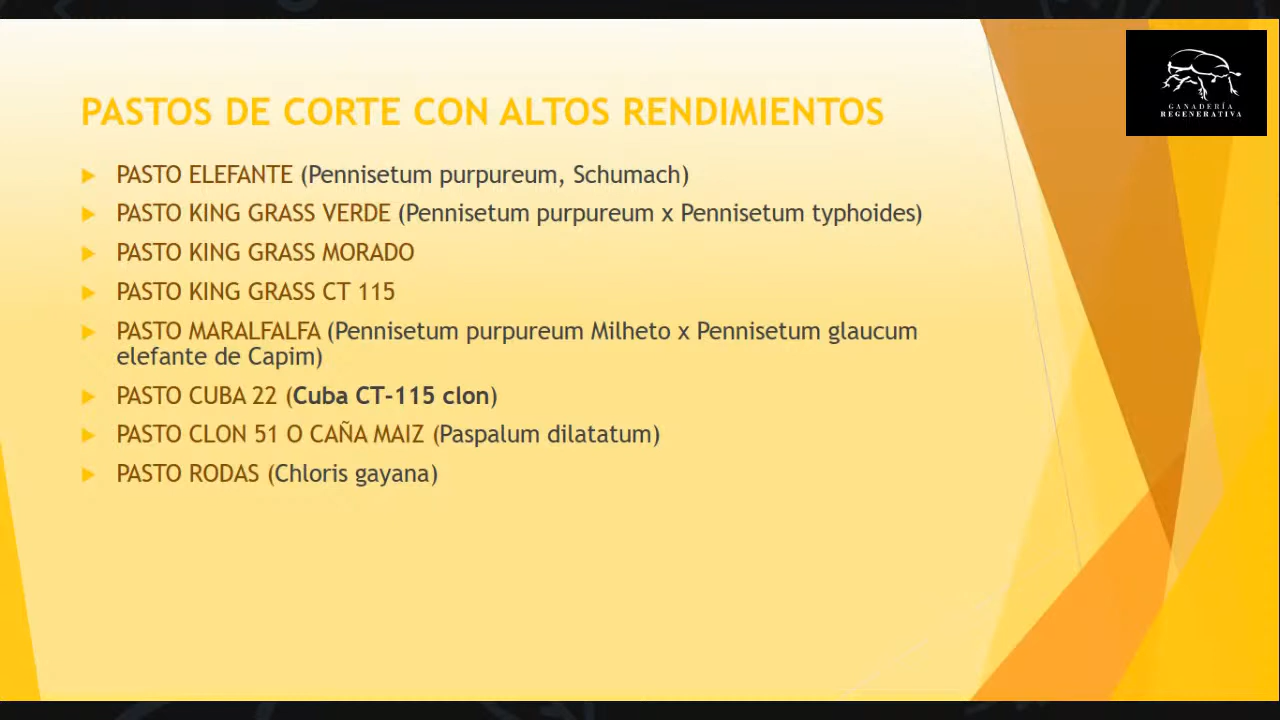 GANADERÍA
REGENERATIVA
PASTOS DE CORTE CON ALTOS RENDIMIENTOS
PASTO ELEFANTE (Pennisetum purpureum, Schumach)
PASTO KING GRASS VERDE (Pennisetum purpureum x Pennisetum typhoides)
PASTO KING GRASS MORADO
PASTO KING GRASS CT 115
PASTO MARALFALFA (Pennisetum purpureum Milheto x Pennisetum glaucum
elefante de Capim)
PASTO CUBA 22 (Cuba CT-115 clon)
PASTO CLON 51 O CAÑA MAIZ (Paspalum dilatatum)
PASTO RODAS (Chloris gayana)